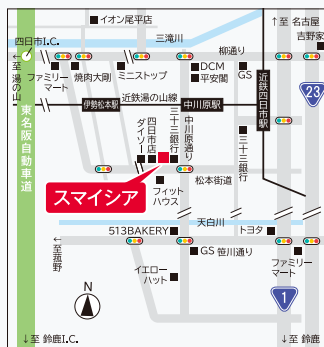 イオン尾平店
↑至 名古屋
三滝川
吉野家
四日市I.C.
柳通り
ファミリー
マート
焼肉大剛
ミニストップ
DCM
平安閣
GS
←至 湯の山
近鉄四日市駅
23
近鉄湯の山線
伊勢松本駅
中川原駅
東名阪自動車道
ダイソー
四日市店
三十三銀行
中川原通り
三十三銀行
スマイシア
松本街道
フィット
ハウス
天白川
513BAKERY
トヨタ
←至菰野
GS
笹川通り
ファミリー
マート
イエロー
ハット
N
1
↓至 鈴鹿I.C.
↓至 鈴鹿